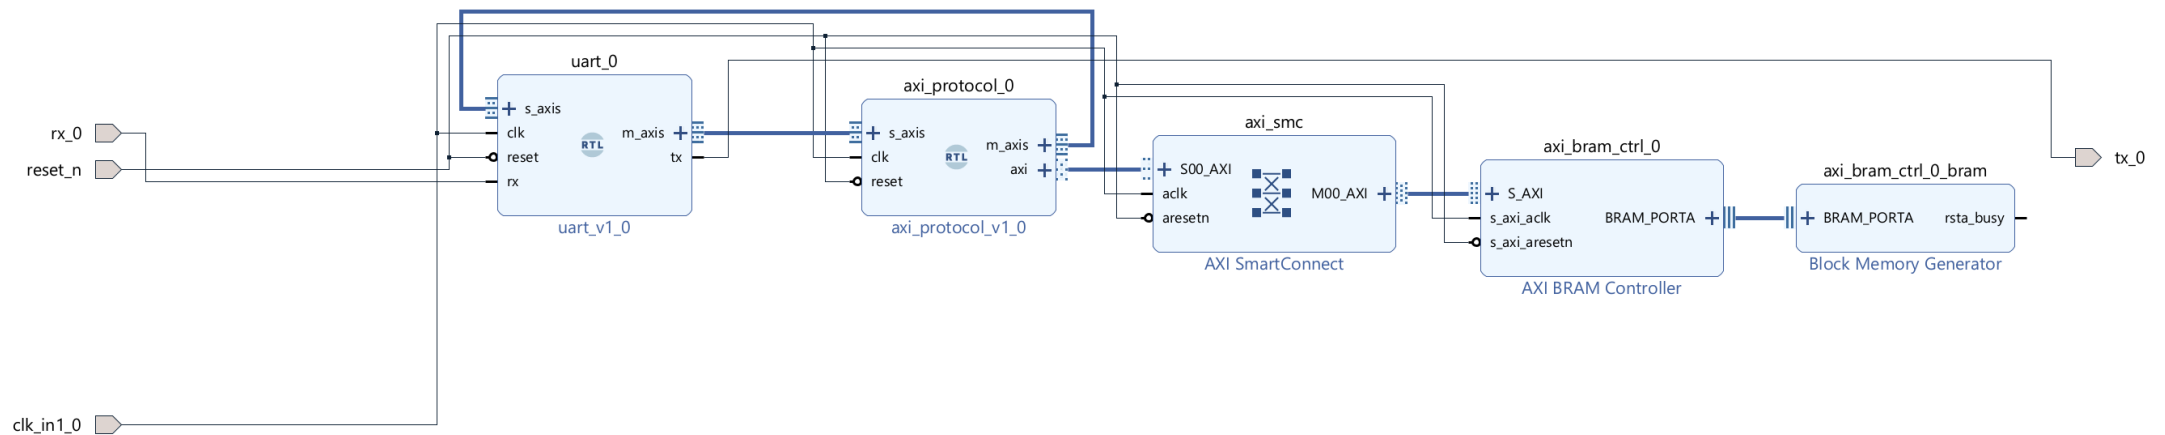 rx_0
reset_n
clk_in1_0
uart_0
s_axis
clk
reset
rx
RTL
m_axis
tx
uart_v1_0
axi_protocol_0
s_axis
clk
reset
RTL
m_axis
axi
axi_protocol_v1_0
axi_smc
S00_AXI
aclk
aresetn
M00_AXI
AXI SmartConnect
axi_bram_ctrl_0
S_AXI
s_axi_aclk
s_axi_aresetn
BRAM_PORTA
AXI BRAM Controller
axi_bram_ctrl_0_bram
BRAM_PORTA
rsta_busy
Block Memory Generator
tx_0